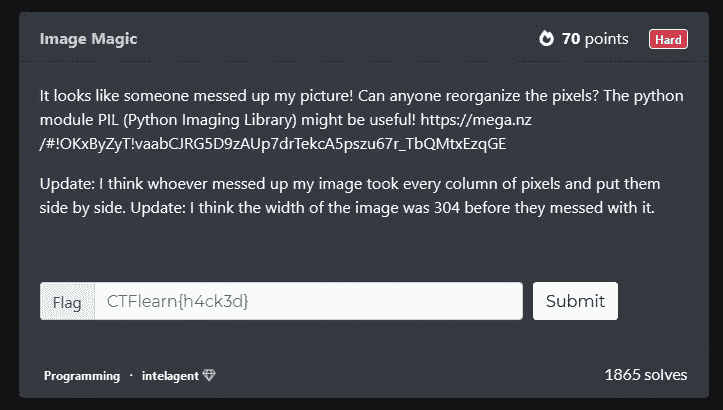 Image Magic
70 points Hard
It looks like someone messed up my picture! Can anyone reorganize the pixels? The python
module PIL (Python Imaging Library) might be useful! https://mega.nz
/#!OKxByZyT!vaabCJRG5D9zAUp7drTekcA5pszu67r_TbQMtxEzqGE
Update: I think whoever messed up my image took every column of pixels and put them
side by side. Update: I think the width of the image was 304 before they messed with it.
Flag CTFlearn{h4ck3d} Submit
Programming · intelagent 1865 solves